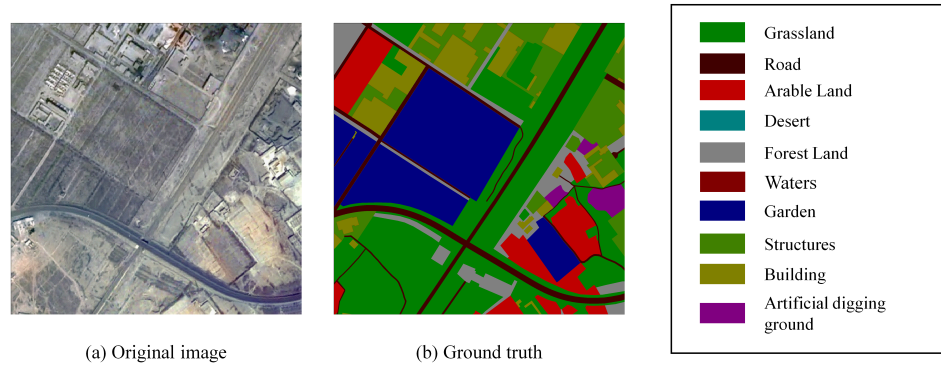 Grassland
Road
Arable Land
Desert
Forest Land
Waters
Garden
Structures
Building
Artificial digging
ground
(a) Original image
(b) Ground truth